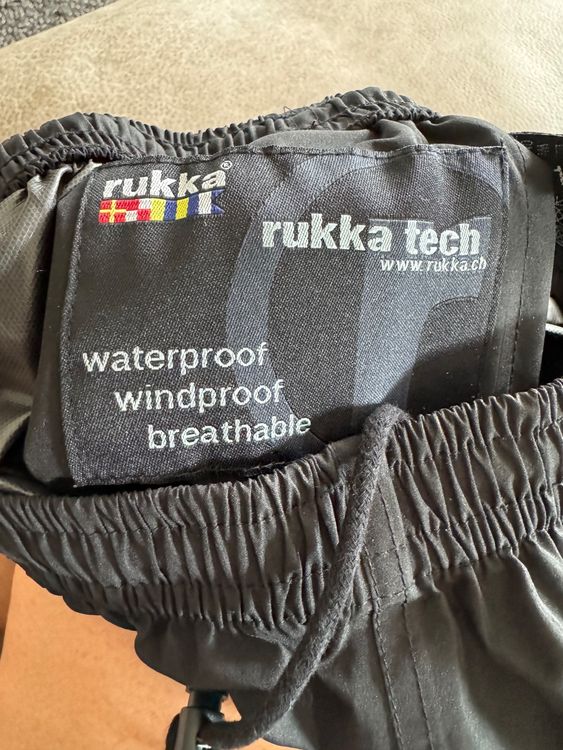 rukka®
rukka tech
www.rukka.ch
waterproof
windproof
breathable